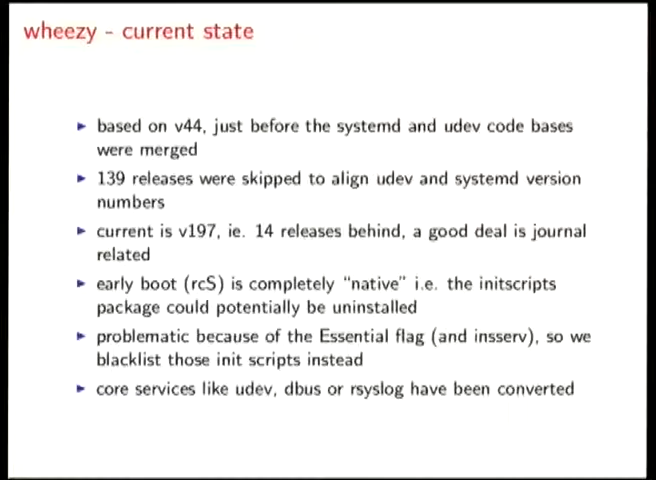 wheezy - current state
based on v44, just before the systemd and udev code bases
were merged
139 releases were skipped to align udev and systemd version
numbers
current is v197, ie. 14 releases behind, a good deal is journal
related
early boot (rcS) is completely "native" i.e. the initscripts
package could potentially be uninstalled
problematic because of the Essential flag (and insserv), so we
blacklist those init scripts instead
core services like udev, dbus or rsyslog have been converted